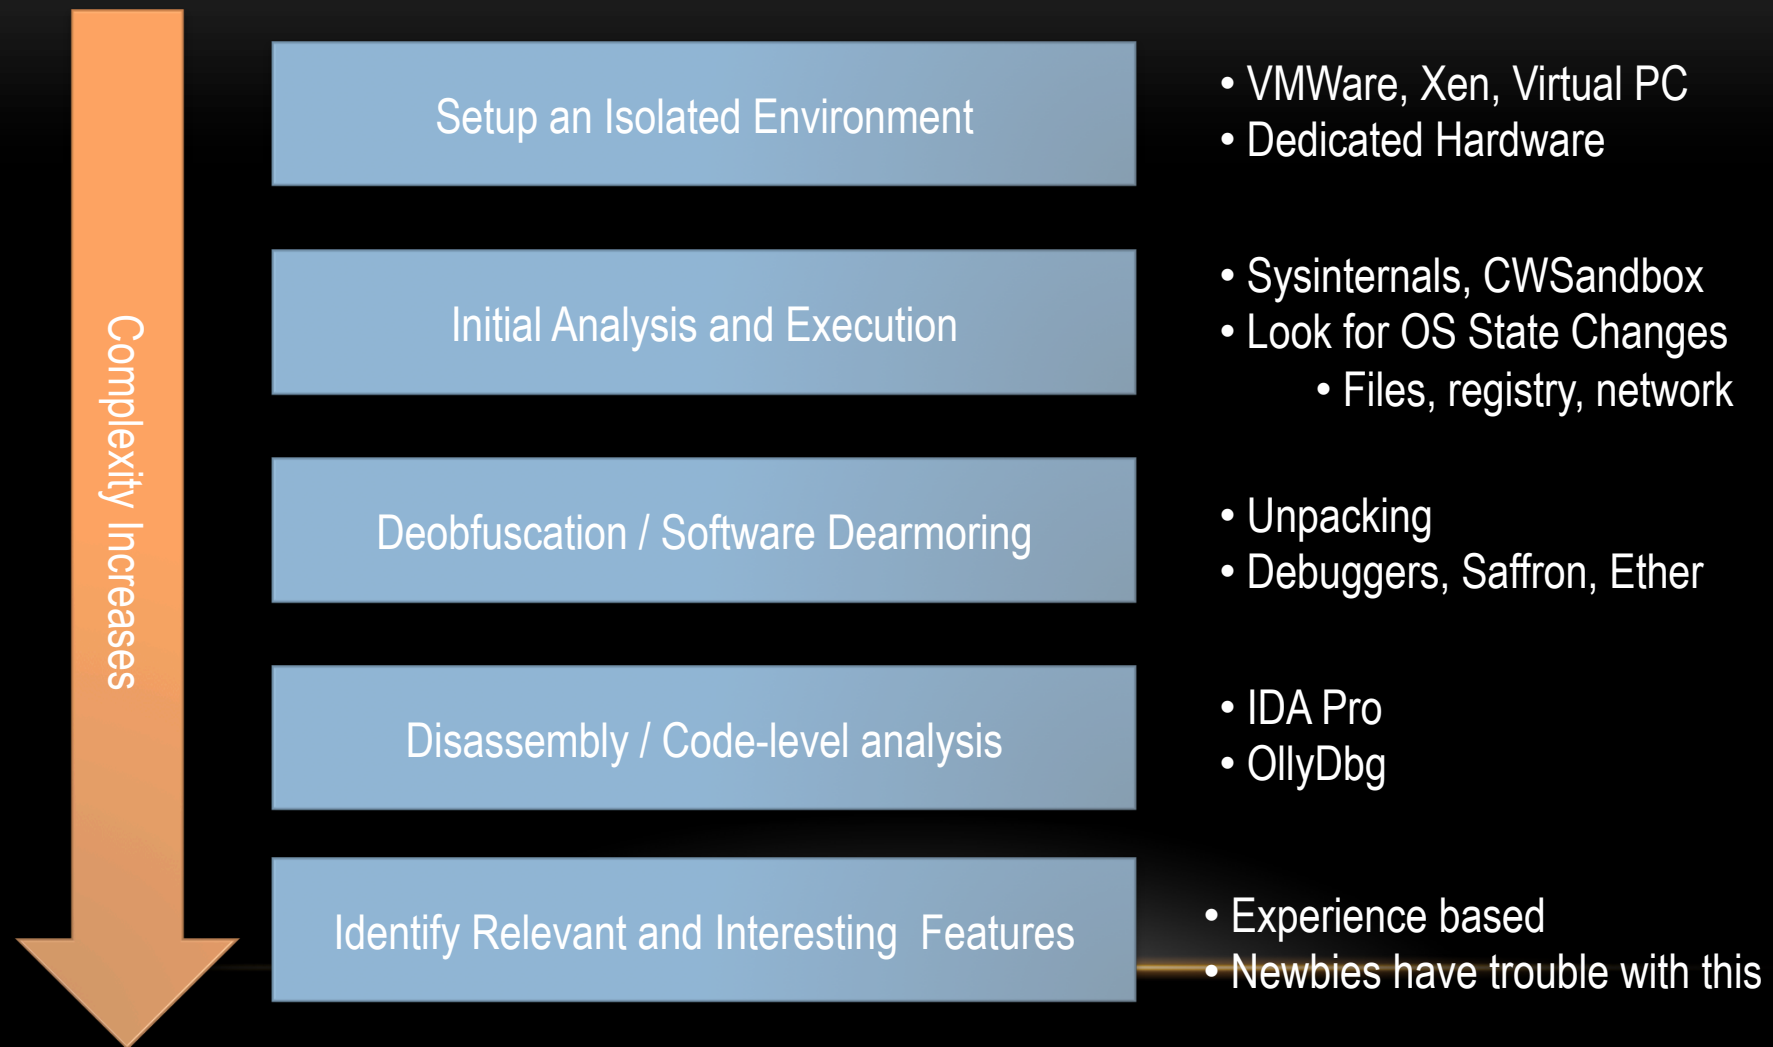 Complexity Increases
Setup an Isolated Environment
• VMWare, Xen, Virtual PC
• Dedicated Hardware
Initial Analysis and Execution
• Sysinternals, CWSandbox
• Look for OS State Changes
• Files, registry, network
Deobfuscation / Software Dearmoring
• Unpacking
• Debuggers, Saffron, Ether
Disassembly / Code-level analysis
• IDA Pro
• OllyDbg
Identify Relevant and Interesting  Features
• Experience based
• Newbies have trouble with this